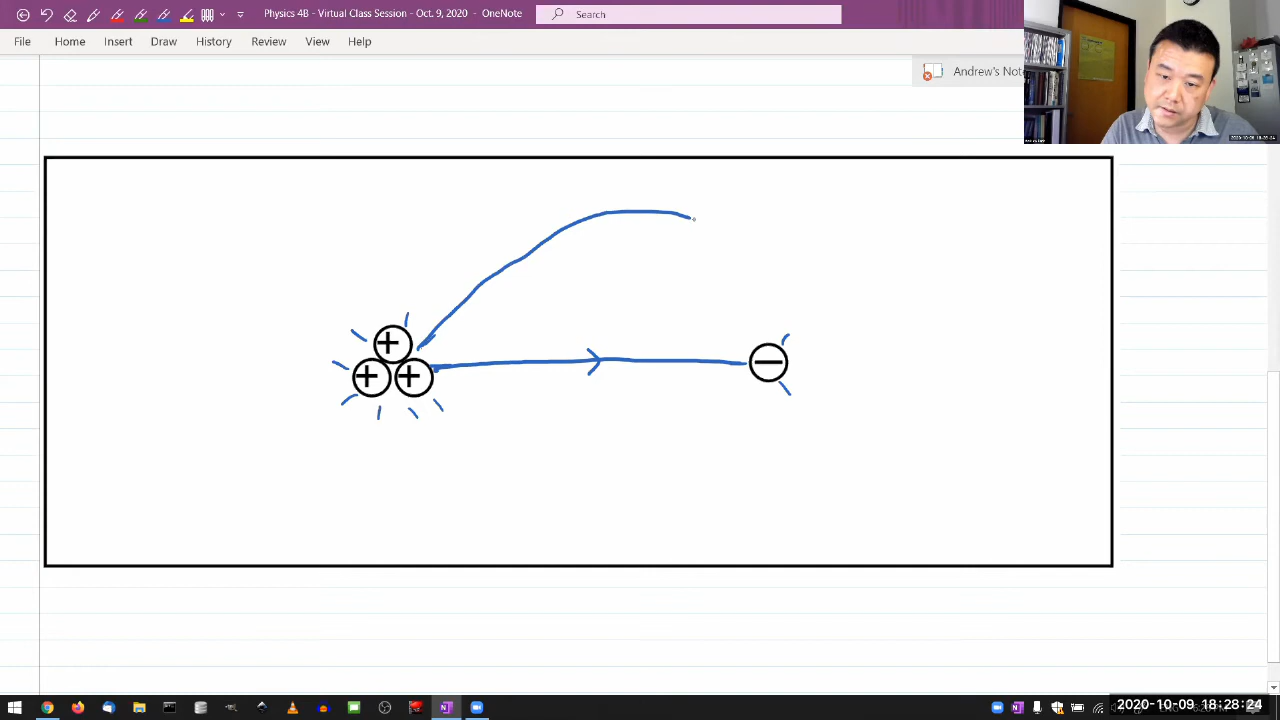 Physics 4B - Virtual Class Session - Oct. 9, 2020 - OneNote
Search
File Home Insert Draw History Review View Help
Andrew's Not
+
+ +
−
2020-10-09 18:28:24